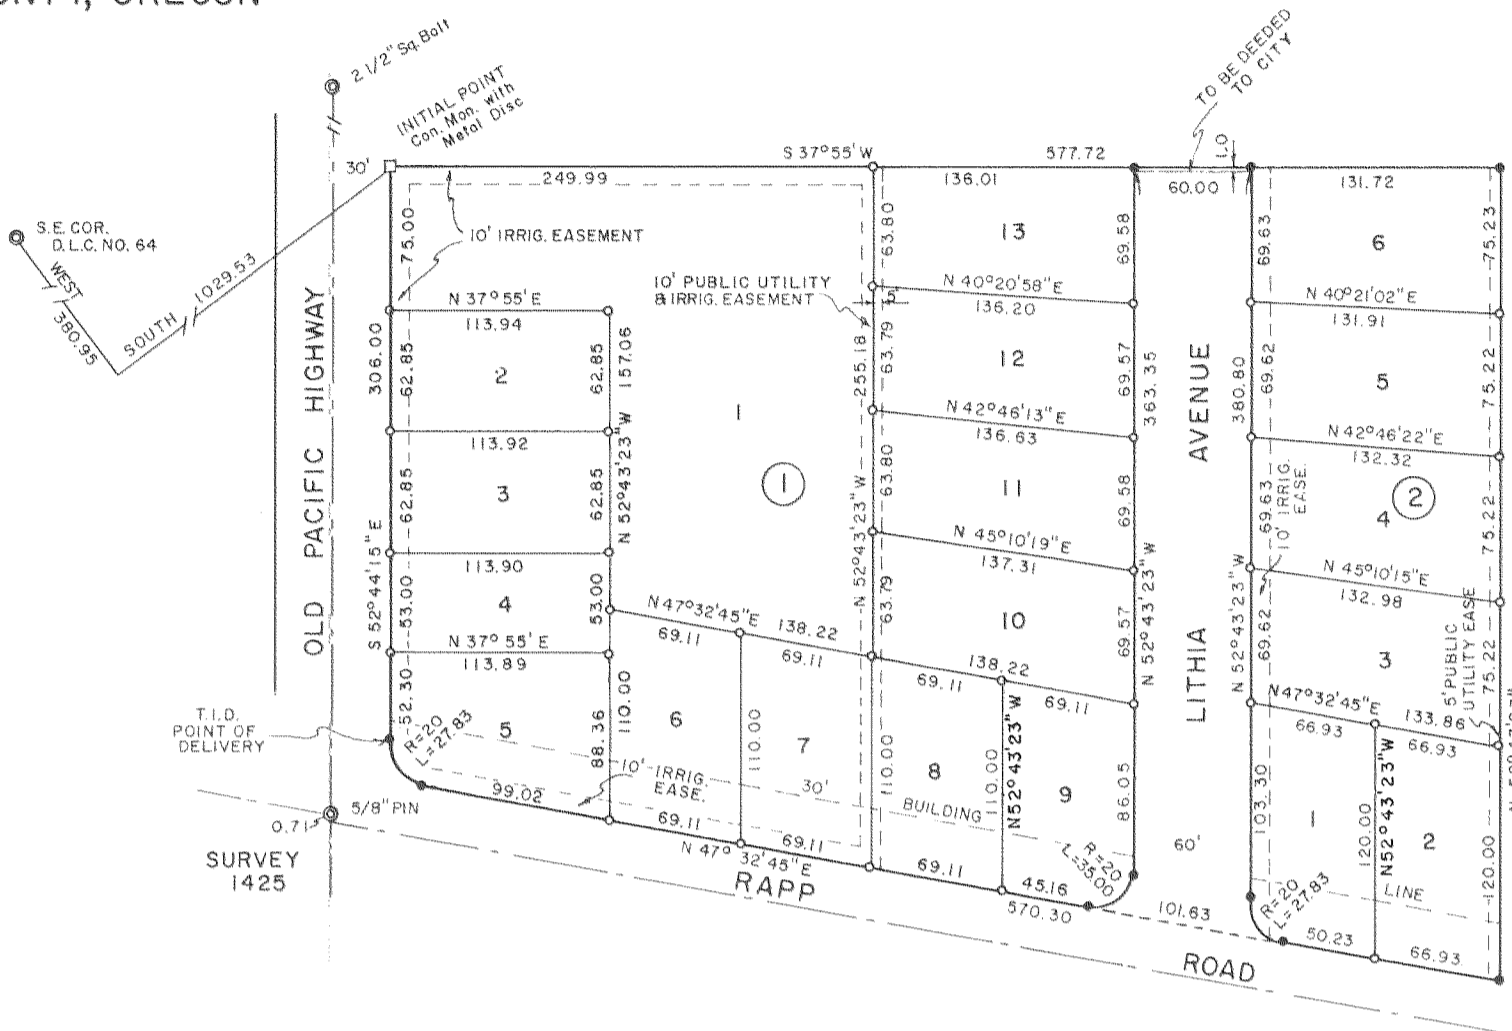 2 1/2" Sq. Bolt
INITIAL POINT
Con. Mon. with
Metal Disc
TO BE DEEDED
TO CITY
30'
S 37°55' W
577.72
1.0
249.99
136.01
60.00
131.72
S.E. COR.
D.L.C. NO. 64
WEST
380.95
SOUTH
1029.53
75.00
10' IRRIG. EASEMENT
63.80
13
69.58
69.63
6
75.23
10' PUBLIC UTILITY
& IRRIG. EASEMENT
5'
N 40°20'58" E
136.20
N 40°21'02" E
131.91
N 37°55' E
113.94
OLD PACIFIC HIGHWAY
306.00
62.85
2
62.85
157.06
255.18
63.79
12
69.57
363.35
LITHIA AVENUE
380.80
69.62
5
75.22
1
N 42°46'13" E
136.63
N 42°46'22" E
132.32
113.92
62.85
3
62.85
N 52°43'23" W
1
63.80
11
69.58
69.63
10' IRRIG.
EASE.
4
2
75.22
S 52°44'15" E
N 52°43'23" W
N 45°10'19" E
137.31
N 52°43'23" W
N 52°43'23" W
N 45°10'15" E
132.98
113.90
53.00
4
53.00
N 47°32'45" E
138.22
69.11
69.11
63.79
10
69.57
69.62
3
5' PUBLIC
UTILITY EASE
75.22
N 37°55' E
113.89
138.22
69.11
69.11
N 47°32'45" E
133.86
66.93
66.93
T.I.D.
POINT OF
DELIVERY
52.30
R=20
L=27.83
5
88.36
110.00
6
110.00
7
30'
110.00
8
110.00
N 52°43'23" W
9
86.05
BUILDING
60'
103.30
1
120.00
N 52°43'23" W
2
120.00
LINE
10' IRRIG.
EASE.
99.02
5/8" PIN
0.71
SURVEY
1425
69.11
69.11
N 47° 32'45" E
RAPP
69.11
45.16
570.30
R=20
L=35.00
101.63
R=20
L=27.83
50.23
66.93
ROAD